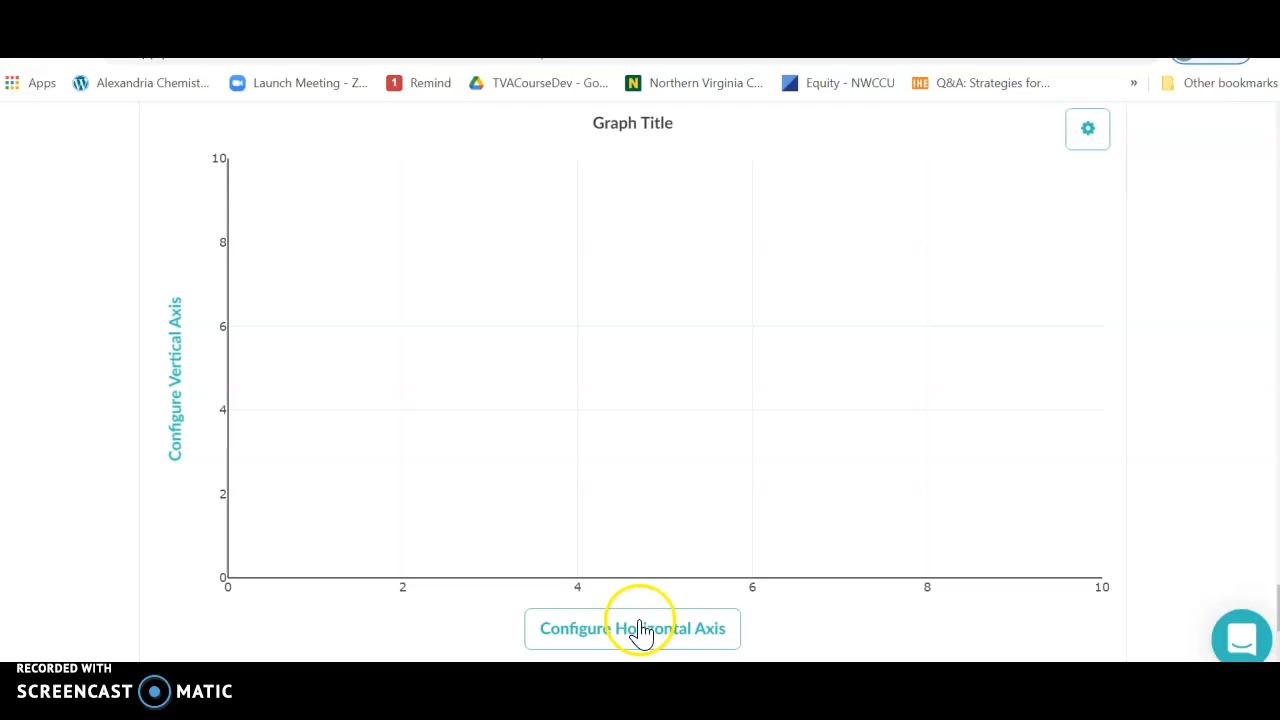 Apps Alexandria Chemist... Launch Meeting - Z... 1 Remind TVACourseDev - Go... N Northern Virginia C... Equity - NWCCU IHE Q&A: Strategies for... » Other bookmarks
Graph Title
10
8
6
4
2
0
Configure Vertical Axis
0 2 4 6 8 10
Configure Horizontal Axis
RECORDED WITH
SCREENCAST MATIC